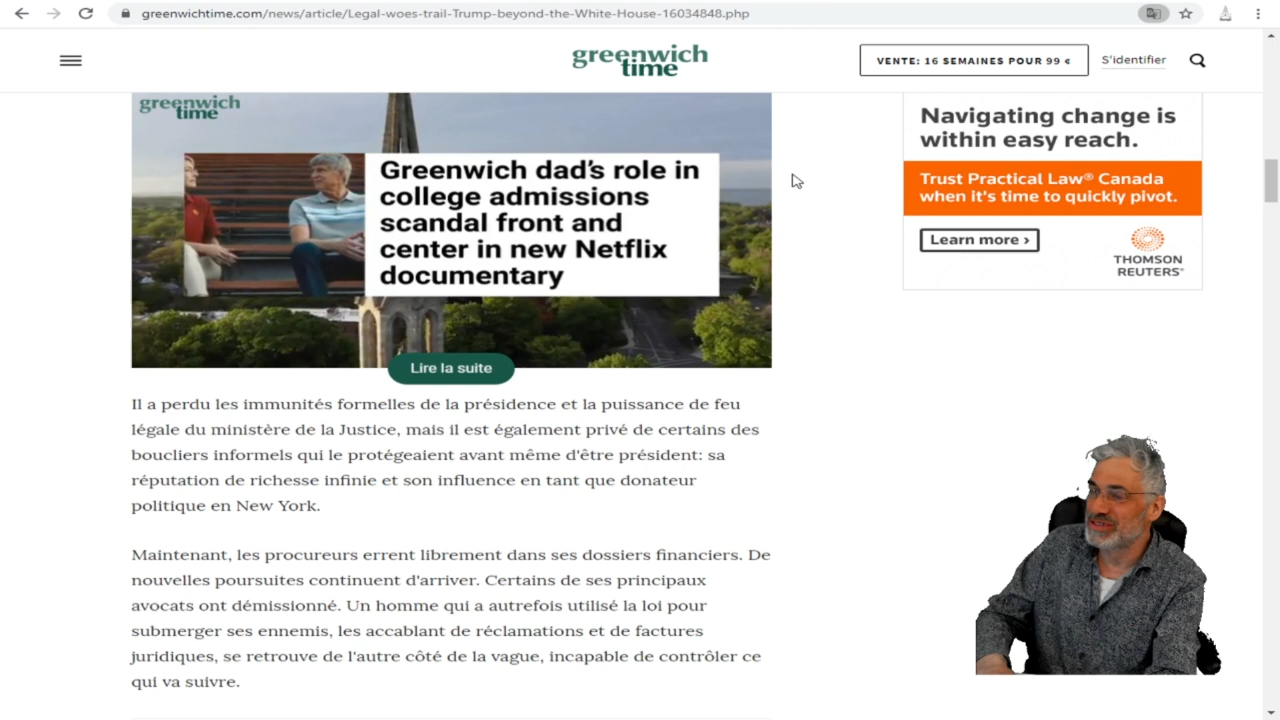 greenwichtime.com/news/article/Legal-woes-trail-Trump-beyond-the-White-House-16034848.php
greenwich
time
VENTE: 16 SEMAINES POUR 99 ¢
S'identifier
greenwich
time
Greenwich dad's role in
college admissions
scandal front and
center in new Netflix
documentary
Lire la suite
Navigating change is
within easy reach.
Trust Practical Law® Canada
when it's time to quickly pivot.
Learn more ›
THOMSON
REUTERS®
Il a perdu les immunités formelles de la présidence et la puissance de feu
légale du ministère de la Justice, mais il est également privé de certains des
boucliers informels qui le protégeaient avant même d'être président: sa
réputation de richesse infinie et son influence en tant que donateur
politique en New York.
Maintenant, les procureurs errent librement dans ses dossiers financiers. De
nouvelles poursuites continuent d'arriver. Certains de ses principaux
avocats ont démissionné. Un homme qui a autrefois utilisé la loi pour
submerger ses ennemis, les accablant de réclamations et de factures
juridiques, se retrouve de l'autre côté de la vague, incapable de contrôler ce
qui va suivre.